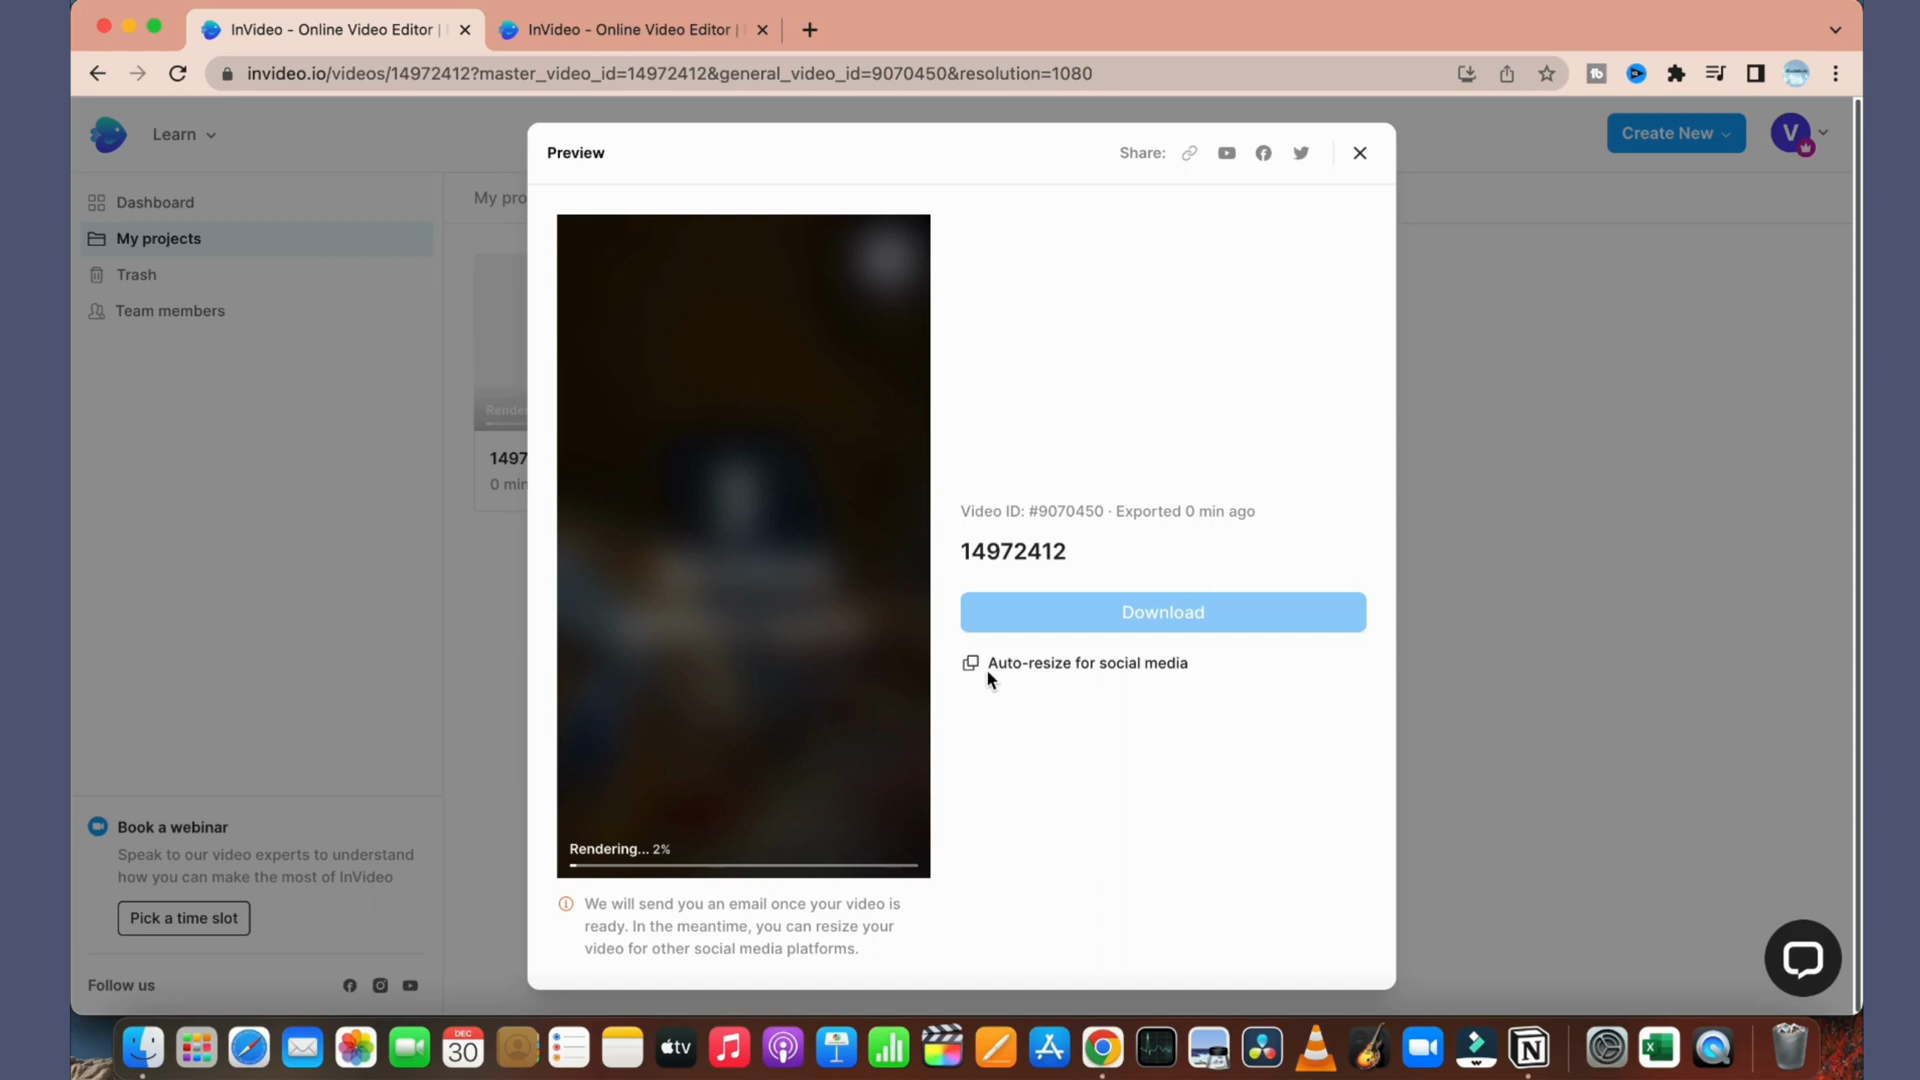 InVideo - Online Video Editor |
InVideo - Online Video Editor |
invideo.io/videos/14972412?master_video_id=14972412&general_video_id=9070450&resolution=1080
Learn
Create New
V
Preview
Share:
Dashboard
My projects
Trash
Team members
My pro
Rende
1497
0 min
Video ID: #9070450 · Exported 0 min ago
14972412
Download
Auto-resize for social media
Rendering... 2%
We will send you an email once your video is
ready. In the meantime, you can resize your
video for other social media platforms.
Book a webinar
Speak to our video experts to understand
how you can make the most of InVideo
Pick a time slot
Follow us
DEC
30
tv